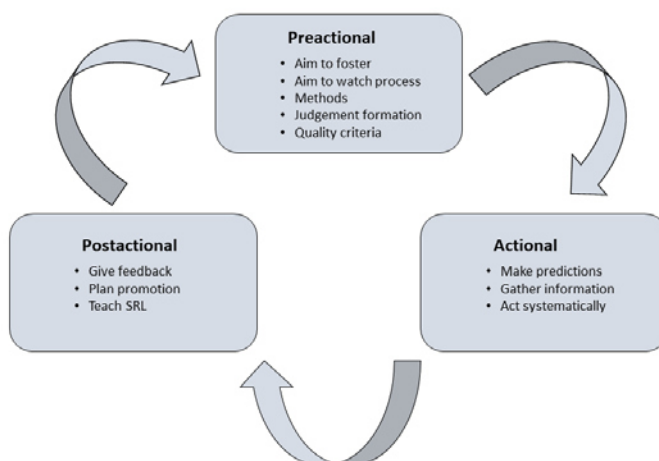 Preactional
Aim to foster
Aim to watch process
Methods
Judgement formation
Quality criteria
Postactional
Give feedback
Plan promotion
Teach SRL
Actional
Make predictions
Gather information
Act systematically